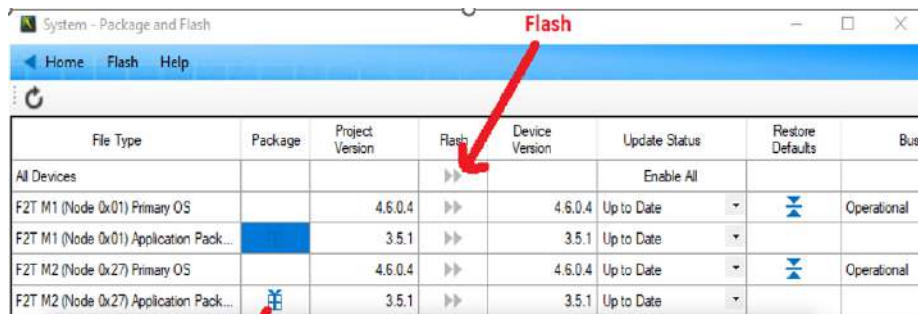 System - Package and Flash
Flash
Home Flash Help
File Type Package Project Version Flash Device Version Update Status Restore Defaults Bus
All Devices Enable All
F2T M1 (Node 0x01) Primary OS 4.6.0.4 4.6.0.4 Up to Date Operational
F2T M1 (Node 0x01) Application Pack... 3.5.1 3.5.1 Up to Date
F2T M2 (Node 0x27) Primary OS 4.6.0.4 4.6.0.4 Up to Date Operational
F2T M2 (Node 0x27) Application Pack... 3.5.1 3.5.1 Up to Date